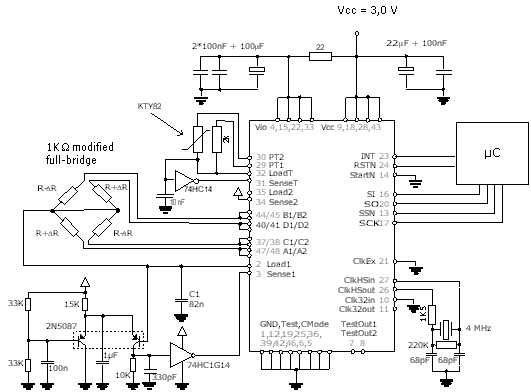 Vcc = 3,0 V
2*100nF + 100µF
22
22µF + 100nF
KTY82
2k
Vio 4,15,22,33
Vcc 9,18,28,43
1KΩ modified
full-bridge
R-ΔR
R+ΔR
R+ΔR
R-ΔR
74HC14
10nF
30 PT2
29 PT1
32 LoadT
31 SenseT
35 Load2
34 Sense2
44/45 B1/B2
40/41 D1/D2
37/38 C1/C2
47/48 A1/A2
2 Load1
3 Sense1
INT 23
RSTN 24
StartN 14
SI 16
SO 20
SSN 13
SCK 17
µC
ClkEx 21
ClkHSin 27
ClkHSout 26
Clk32in 10
Clk32out 11
1K5
4 MHz
220K
68pF
68pF
C1
82n
33K
15K
2N5087
33K
100n
1µF
10K
330pF
74HC1G14
GND,Test,CMode
1,12,19,25,36,
39,42,46,6,5
TestOut1
TestOut2
7 8